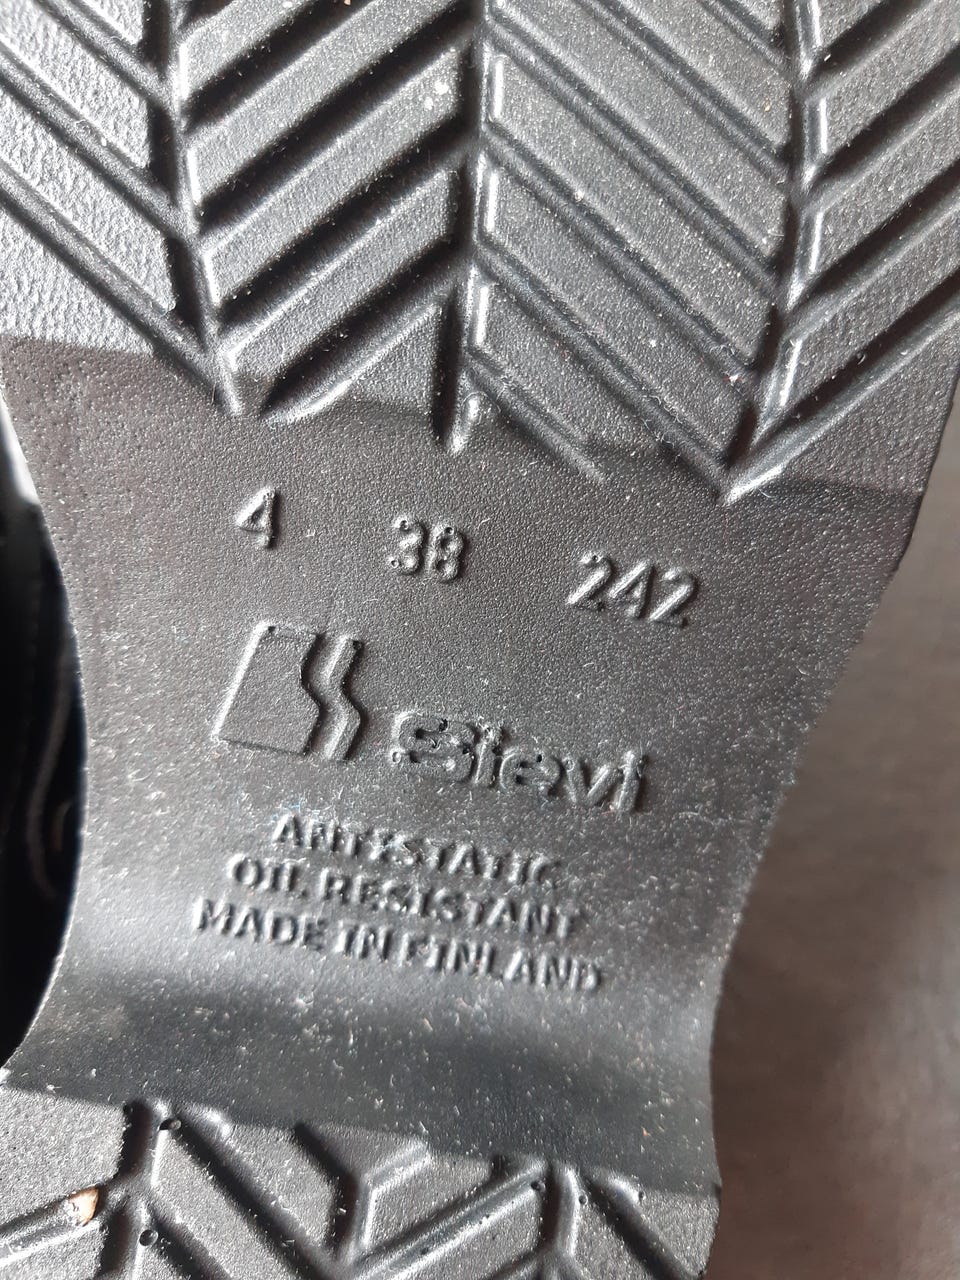 4 38 242
Sievi
ANTISTATIC
OIL RESISTANT
MADE IN FINLAND